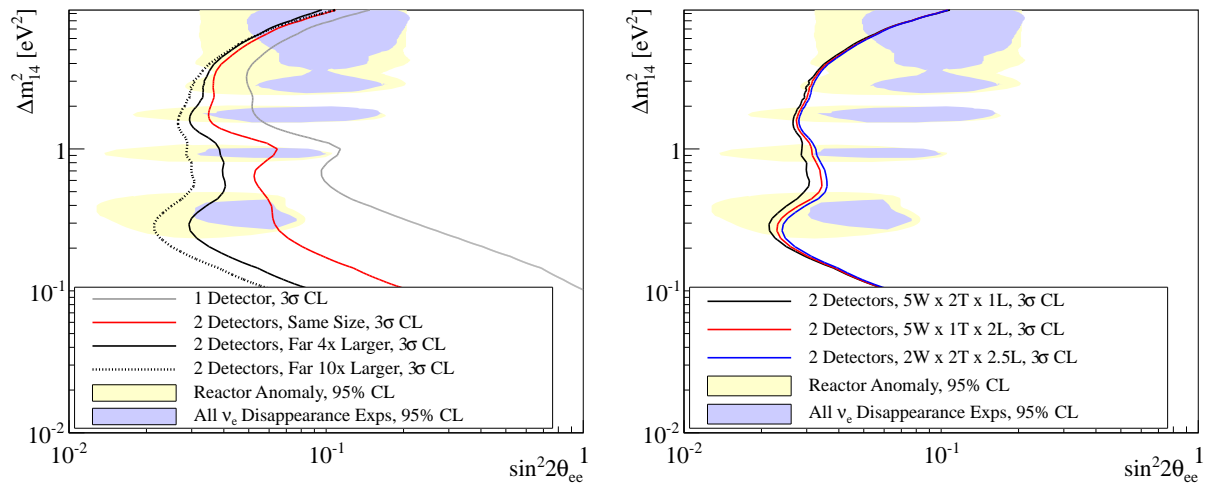 Δm²₁₄ [eV²]
1
10⁻¹
10⁻²
1 Detector, 3σ CL
2 Detectors, Same Size, 3σ CL
2 Detectors, Far 4x Larger, 3σ CL
2 Detectors, Far 10x Larger, 3σ CL
Reactor Anomaly, 95% CL
All νₑ Disappearance Exps, 95% CL
10⁻² 10⁻¹ 1
sin²2θₑₑ
Δm²₁₄ [eV²]
1
10⁻¹
10⁻²
2 Detectors, 5W x 2T x 1L, 3σ CL
2 Detectors, 5W x 1T x 2L, 3σ CL
2 Detectors, 2W x 2T x 2.5L, 3σ CL
Reactor Anomaly, 95% CL
All νₑ Disappearance Exps, 95% CL
10⁻² 10⁻¹ 1
sin²2θₑₑ